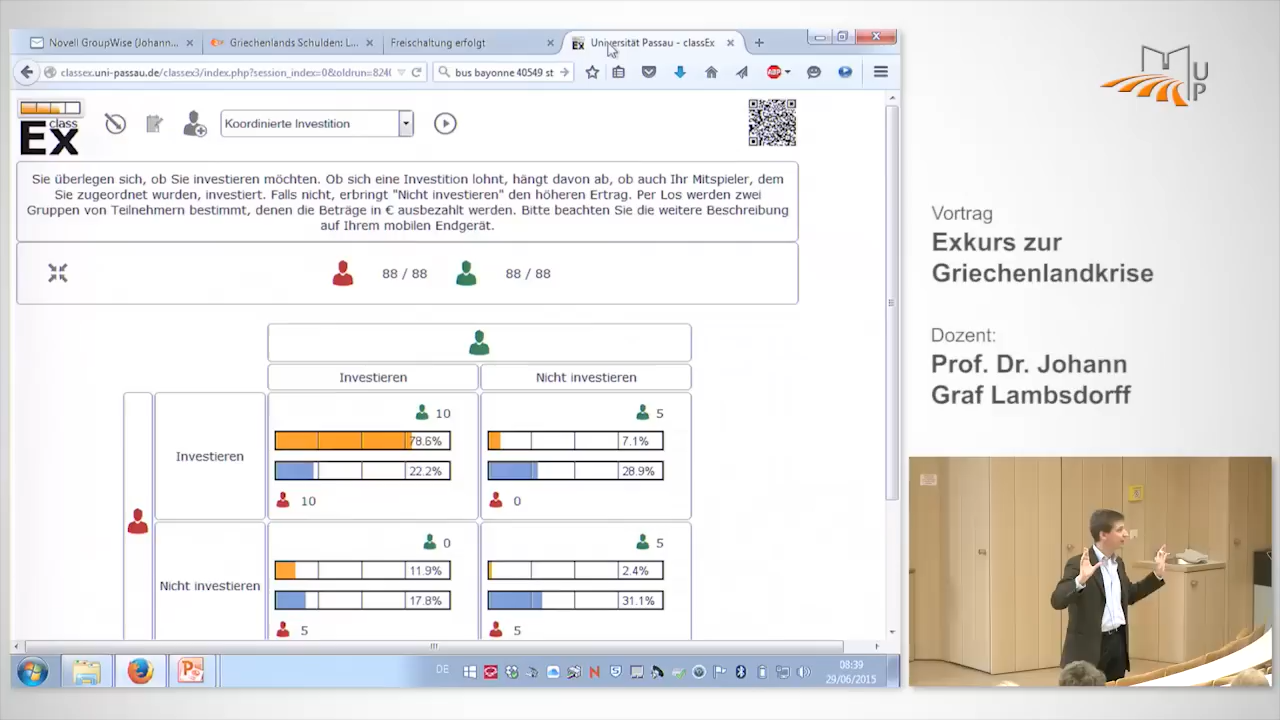 Novell GroupWise (Joha...
Griechenlands Schulden: L...
Freischaltung erfolgt
Universität Passau - classEx
classex.uni-passau.de/classex3/index.php?session_index=0&oldrun=824(
bus bayonne 40549 st
ABP
class
Ex
Koordinierte Investition
Sie überlegen sich, ob Sie investieren möchten. Ob sich eine Investition lohnt, hängt davon ab, ob auch Ihr Mitspieler, dem
Sie zugeordnet wurden, investiert. Falls nicht, erbringt "Nicht investieren" den höheren Ertrag. Per Los werden zwei
Gruppen von Teilnehmern bestimmt, denen die Beträge in € ausbezahlt werden. Bitte beachten Sie die weitere Beschreibung
auf Ihrem mobilen Endgerät.
88 / 88
88 / 88
Investieren
Nicht investieren
Investieren
10
78.6%
22.2%
10
5
7.1%
28.9%
0
Nicht investieren
0
11.9%
17.8%
5
5
2.4%
31.1%
5
DE
08:39
29/06/2015
UP
Vortrag
Exkurs zur
Griechenlandkrise
Dozent:
Prof. Dr. Johann
Graf Lambsdorff